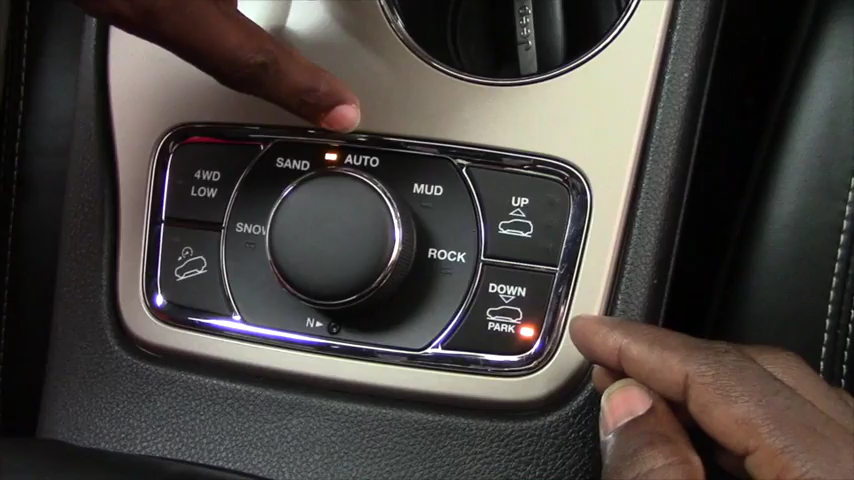 4WD
LOW
SAND
AUTO
MUD
SNOW
ROCK
N
UP
DOWN
PARK